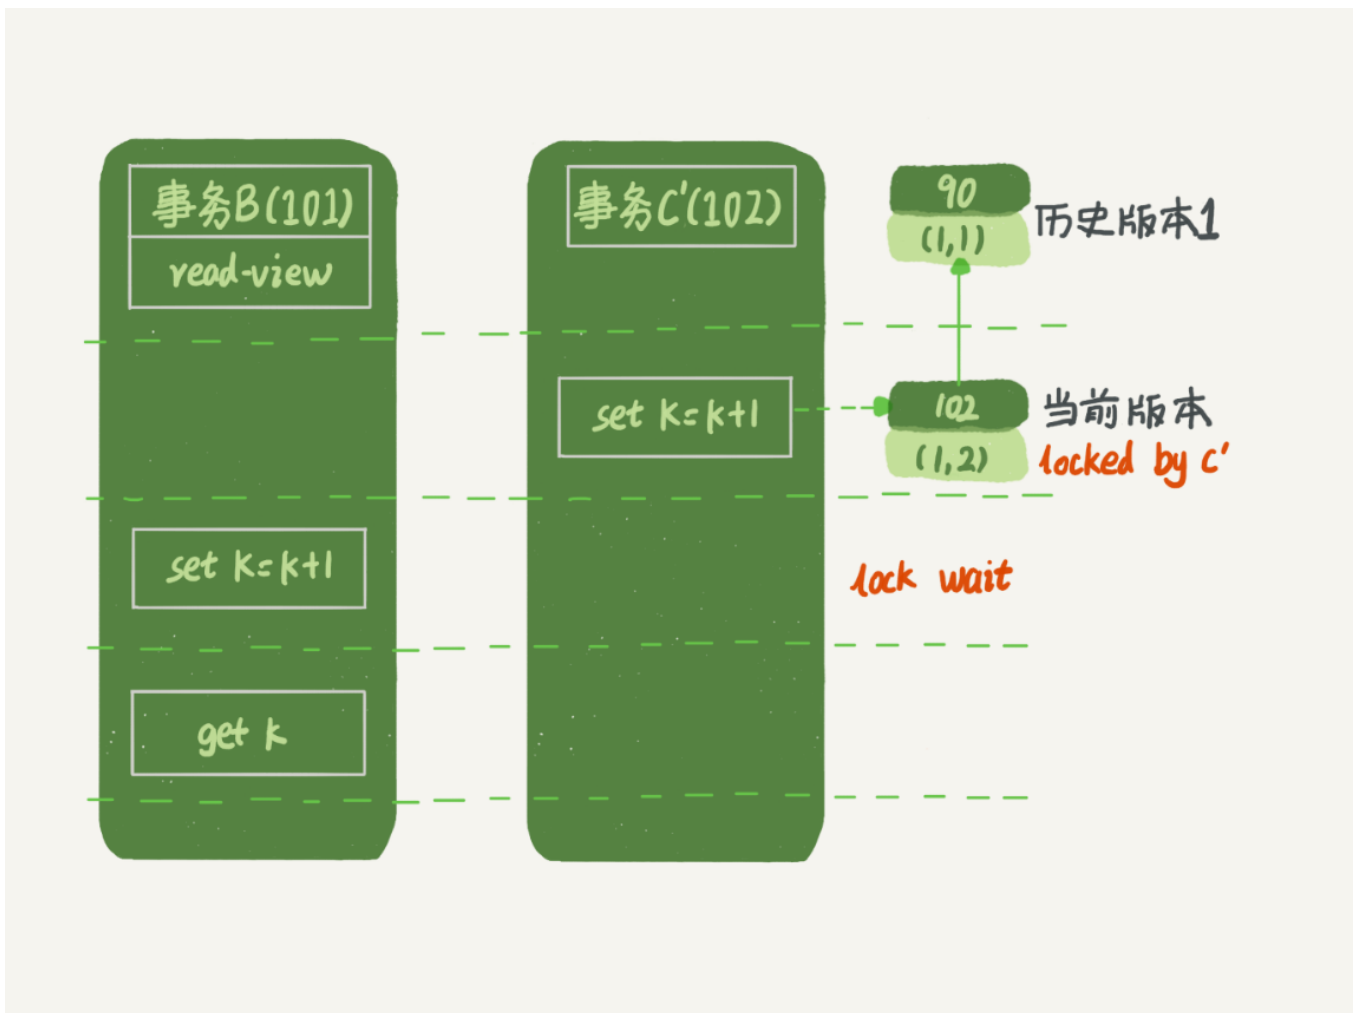 事务B(101)
read-view
事务C'(102)
90
(1,1)
历史版本1
set k=k+1
102
(1,2)
当前版本
locked by c'
set k=k+1
lock wait
get k